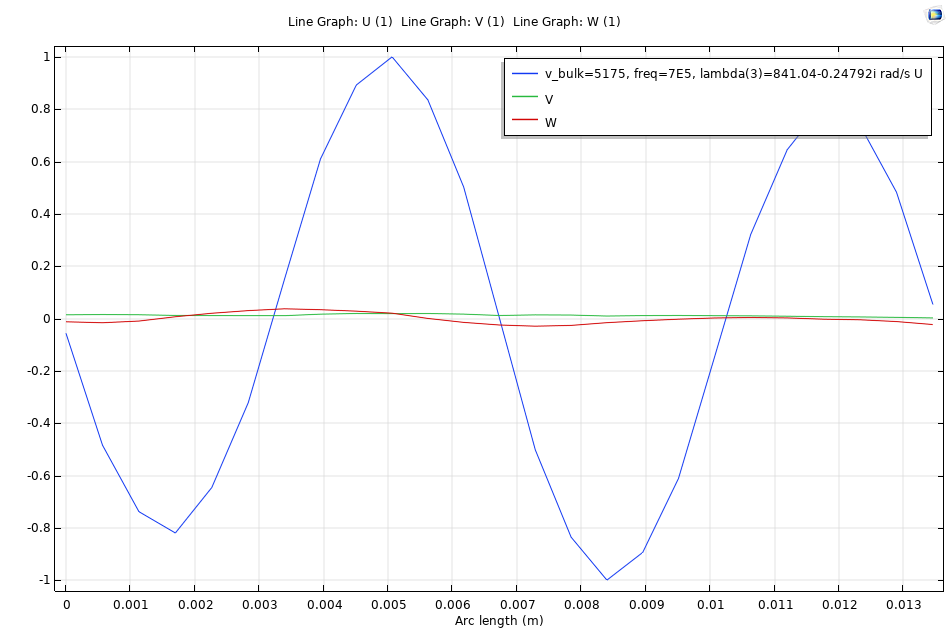 Line Graph: U (1) Line Graph: V (1) Line Graph: W (1)
v_bulk=5175, freq=7E5, lambda(3)=841.04-0.24792i rad/s U
V
W
1
0.8
0.6
0.4
0.2
0
-0.2
-0.4
-0.6
-0.8
-1
0 0.001 0.002 0.003 0.004 0.005 0.006 0.007 0.008 0.009 0.01 0.011 0.012 0.013
Arc length (m)